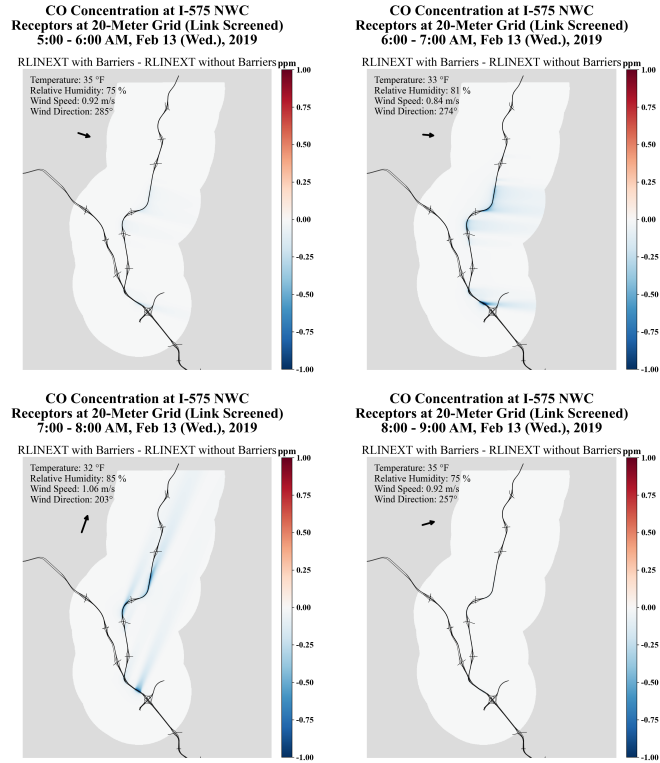 CO Concentration at I-575 NWC
Receptors at 20-Meter Grid (Link Screened)
5:00 - 6:00 AM, Feb 13 (Wed.), 2019
RLINEXT with Barriers - RLINEXT without Barriers ppm
Temperature: 35 °F
Relative Humidity: 75 %
Wind Speed: 0.92 m/s
Wind Direction: 285°
1.00
0.75
0.50
0.25
0.00
-0.25
-0.50
-0.75
-1.00
CO Concentration at I-575 NWC
Receptors at 20-Meter Grid (Link Screened)
6:00 - 7:00 AM, Feb 13 (Wed.), 2019
RLINEXT with Barriers - RLINEXT without Barriers ppm
Temperature: 33 °F
Relative Humidity: 81 %
Wind Speed: 0.84 m/s
Wind Direction: 274°
1.00
0.75
0.50
0.25
0.00
-0.25
-0.50
-0.75
-1.00
CO Concentration at I-575 NWC
Receptors at 20-Meter Grid (Link Screened)
7:00 - 8:00 AM, Feb 13 (Wed.), 2019
RLINEXT with Barriers - RLINEXT without Barriers ppm
Temperature: 32 °F
Relative Humidity: 85 %
Wind Speed: 1.06 m/s
Wind Direction: 203°
1.00
0.75
0.50
0.25
0.00
-0.25
-0.50
-0.75
-1.00
CO Concentration at I-575 NWC
Receptors at 20-Meter Grid (Link Screened)
8:00 - 9:00 AM, Feb 13 (Wed.), 2019
RLINEXT with Barriers - RLINEXT without Barriers ppm
Temperature: 35 °F
Relative Humidity: 75 %
Wind Speed: 0.92 m/s
Wind Direction: 257°
1.00
0.75
0.50
0.25
0.00
-0.25
-0.50
-0.75
-1.00